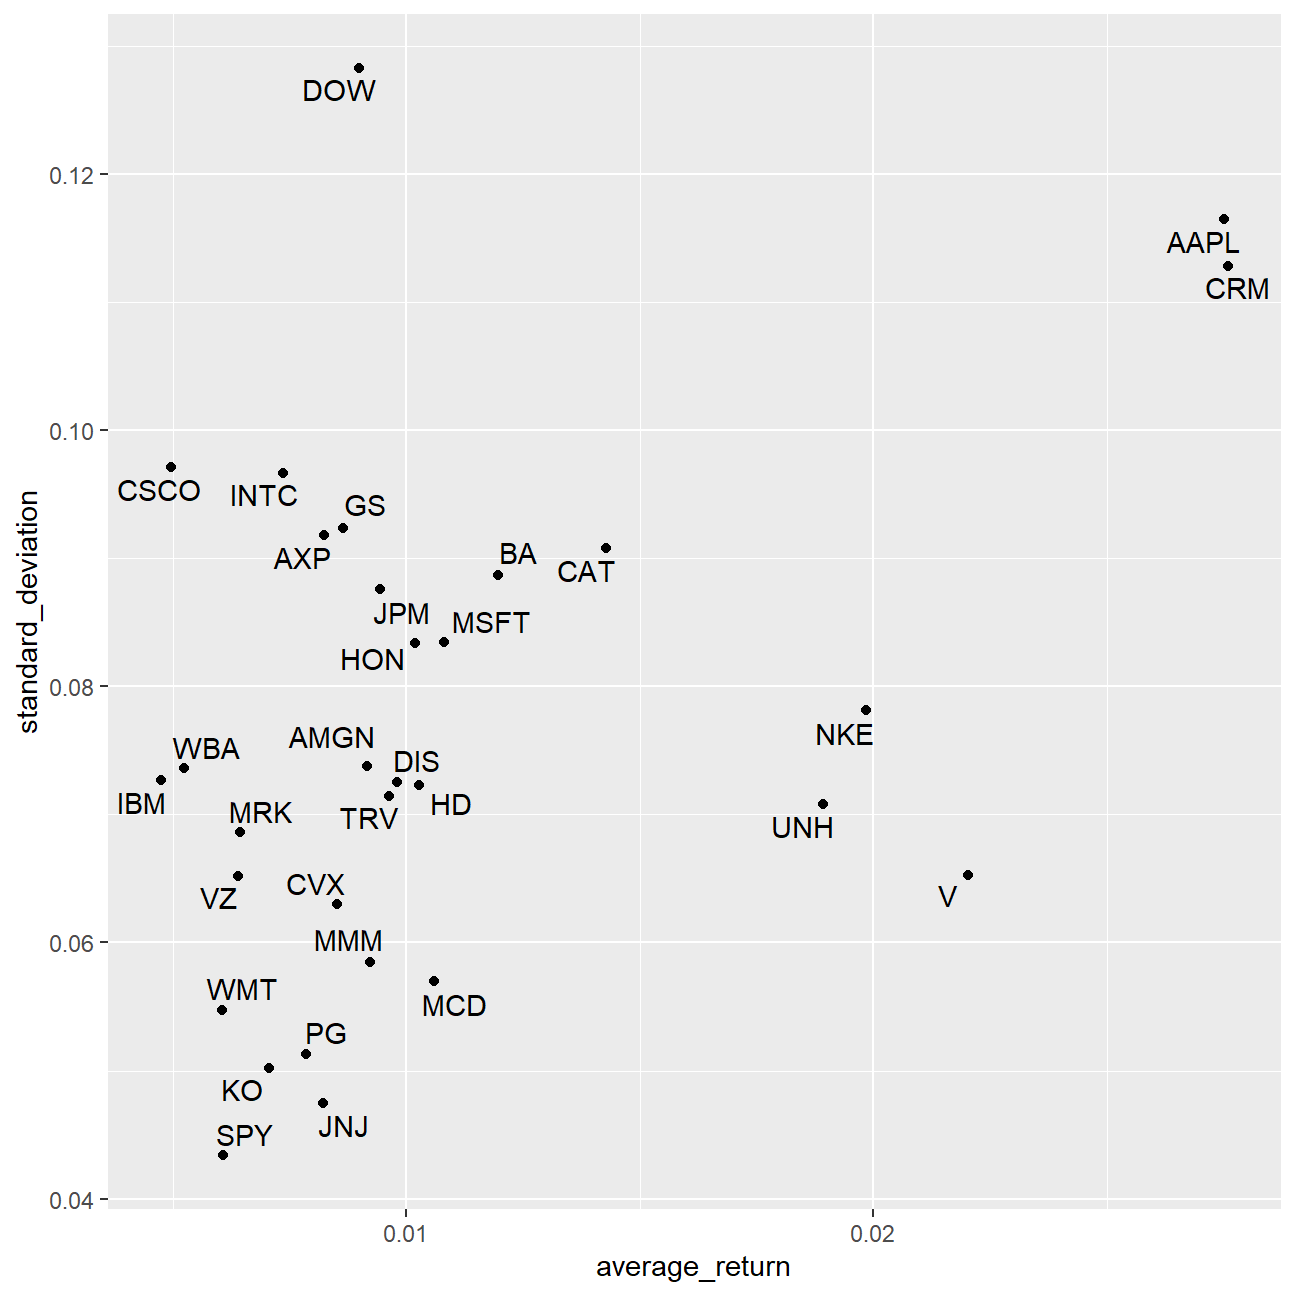 DOW
0.12
AAPL
CRM
0.10
CSCO
INTC
GS
AXP
BA
CAT
JPM
MSFT
HON
standard_deviation
0.08
NKE
AMGN
WBA
DIS
IBM
HD
MRK
TRV
UNH
CVX
VZ
V
0.06
MMM
WMT
MCD
PG
KO
JNJ
SPY
0.04
0.01
0.02
average_return